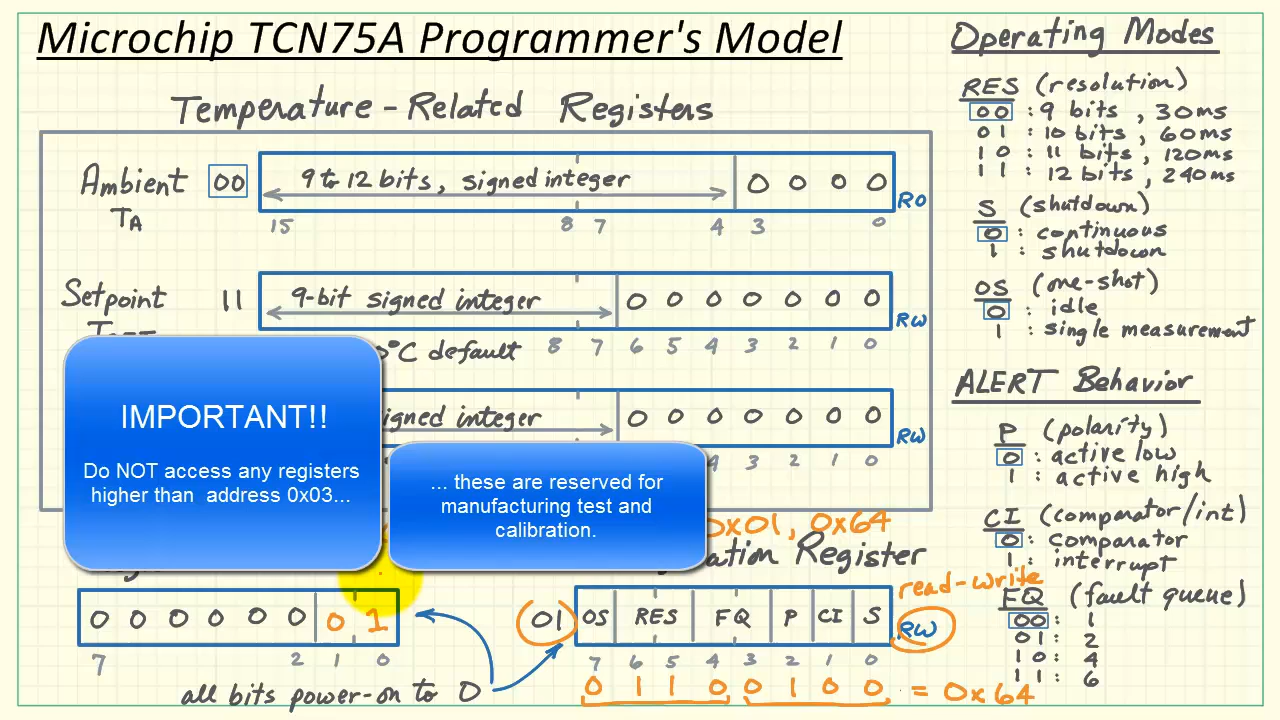 Microchip TCN75A Programmer's Model
Temperature-Related Registers
Ambient 00 9 to 12 bits, signed integer 0 0 0 0 RO
TA
15 8 7 4 3 0
Setpoint 11 9-bit signed integer 0 0 0 0 0 0 0 RW
0°C default 8 7 6 5 4 3 2 1 0
signed integer 0 0 0 0 0 0 0 RW
4 3 2 1 0
IMPORTANT!!
Do NOT access any registers
higher than address 0x03...
... these are reserved for
manufacturing test and
calibration.
0x01, 0x64
ation Register
read-write
0 0 0 0 0 0 0 1
7 2 1 0
01 OS RES FQ P CI S RW
7 6 5 4 3 2 1 0
all bits power-on to 0
0 1 1 0 0 1 0 0 = 0x64
Operating Modes
RES (resolution)
00 : 9 bits, 30ms
01 : 10 bits, 60ms
10 : 11 bits, 120ms
11 : 12 bits, 240ms
S (shutdown)
0 : continuous
1 : shutdown
OS (one-shot)
0 : idle
1 : single measurement
ALERT Behavior
P (polarity)
0 : active low
1 : active high
CI (comparator/int)
0 : comparator
1 : interrupt
FQ (fault queue)
00 : 1
01 : 2
10 : 4
11 : 6